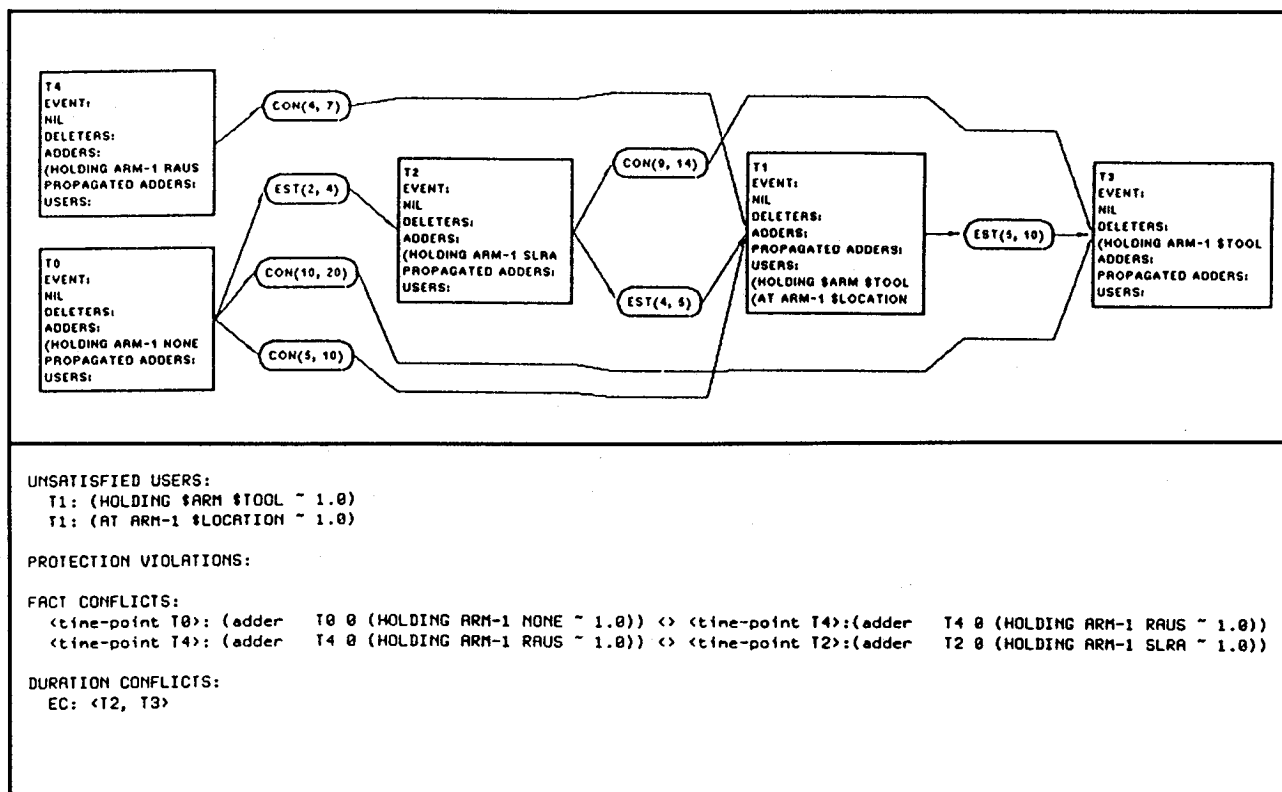 T4
EVENT:
NIL
DELETERS:
ADDERS:
(HOLDING ARM-1 RAUS
PROPAGATED ADDERS:
USERS:
CON(4, 7)
T0
EVENT:
NIL
DELETERS:
ADDERS:
(HOLDING ARM-1 NONE
PROPAGATED ADDERS:
USERS:
EST(2, 4)
CON(10, 20)
CON(5, 10)
T2
EVENT:
NIL
DELETERS:
ADDERS:
(HOLDING ARM-1 SLRA
PROPAGATED ADDERS:
USERS:
CON(9, 14)
EST(4, 5)
T1
EVENT:
NIL
DELETERS:
ADDERS:
PROPAGATED ADDERS:
USERS:
(HOLDING $ARM $TOOL
(AT ARM-1 $LOCATION
EST(5, 10)
T3
EVENT:
NIL
DELETERS:
(HOLDING ARM-1 $TOOL
ADDERS:
PROPAGATED ADDERS:
USERS:
UNSATISFIED USERS:
T1: (HOLDING $ARM $TOOL ~ 1.0)
T1: (AT ARM-1 $LOCATION ~ 1.0)
PROTECTION VIOLATIONS:
FACT CONFLICTS:
<time-point T0>: (adder T0 0 (HOLDING ARM-1 NONE ~ 1.0)) <> <time-point T4>:(adder T4 0 (HOLDING ARM-1 RAUS ~ 1.0))
<time-point T4>: (adder T4 0 (HOLDING ARM-1 RAUS ~ 1.0)) <> <time-point T2>:(adder T2 0 (HOLDING ARM-1 SLRA ~ 1.0))
DURATION CONFLICTS:
EC: <T2, T3>